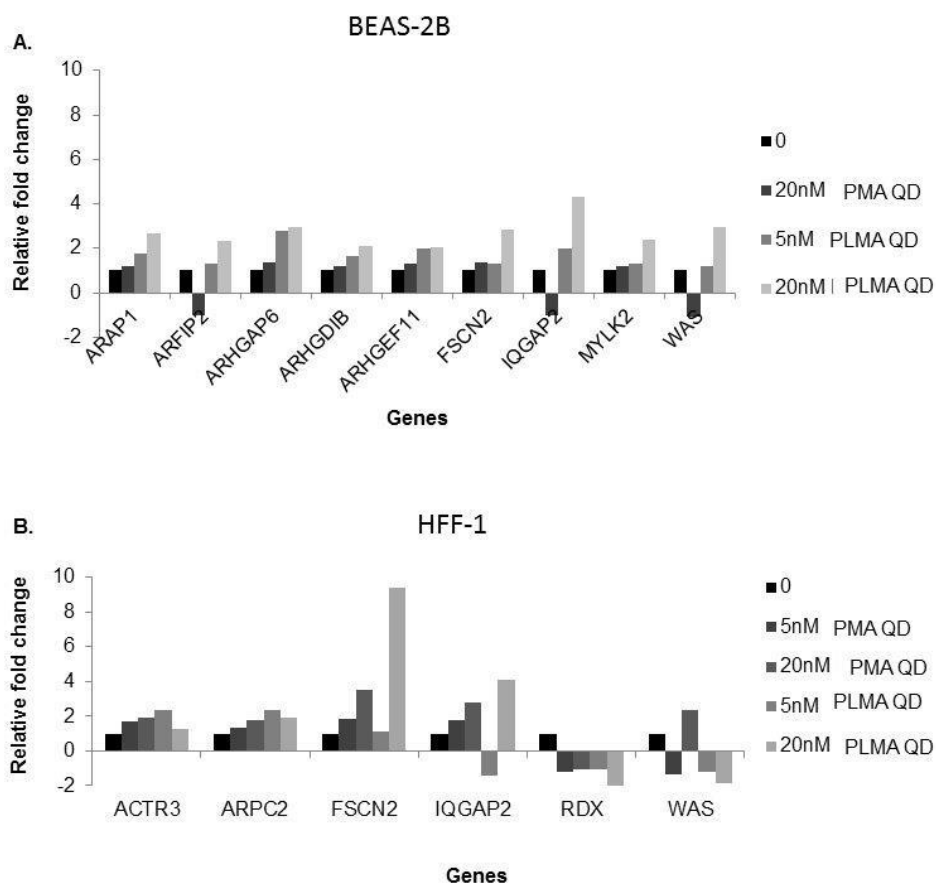 A.
BEAS-2B
Relative fold change
10
8
6
4
2
0
-2
ARAP1
ARFIP2
ARHGAP6
ARHGDIB
ARHGEF11
FSCN2
IQGAP2
MYLK2
WAS
Genes
0
20nM PMA QD
5nM PLMA QD
20nM PLMA QD
B.
HFF-1
Relative fold change
10
8
6
4
2
0
-2
ACTR3 ARPC2 FSCN2 IQGAP2 RDX WAS
Genes
0
5nM PMA QD
20nM PMA QD
5nM PLMA QD
20nM PLMA QD